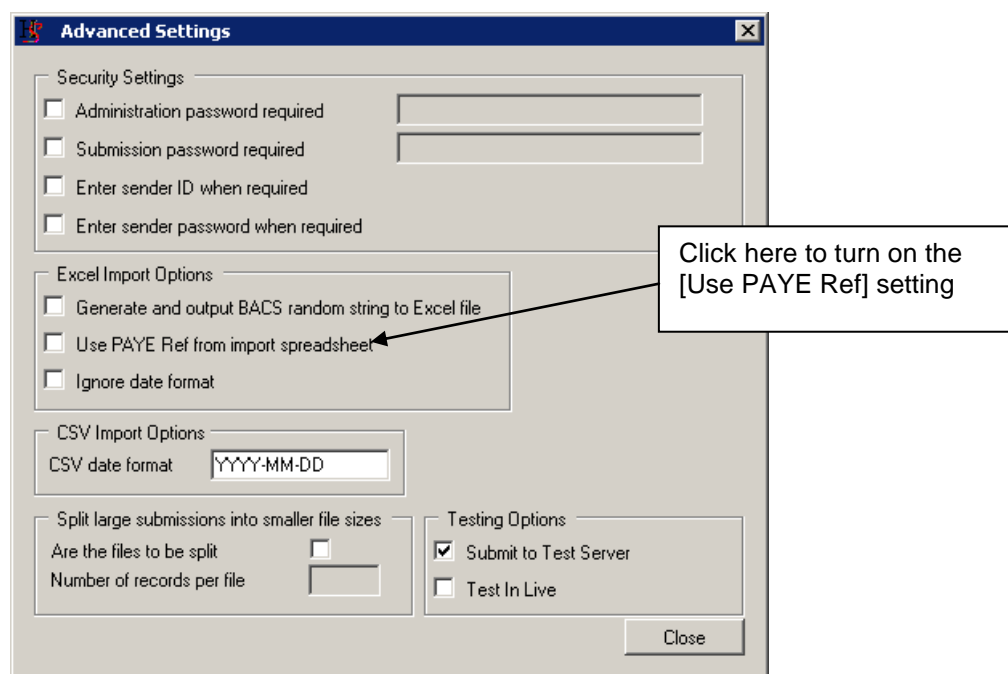 Advanced Settings
Security Settings
Administration password required
Submission password required
Enter sender ID when required
Enter sender password when required
Click here to turn on the
[Use PAYE Ref] setting
Excel Import Options
Generate and output BACS random string to Excel file
Use PAYE Ref from import spreadsheet
Ignore date format
CSV Import Options
CSV date format YYYY-MM-DD
Split large submissions into smaller file sizes
Are the files to be split
Number of records per file
Testing Options
Submit to Test Server
Test In Live
Close